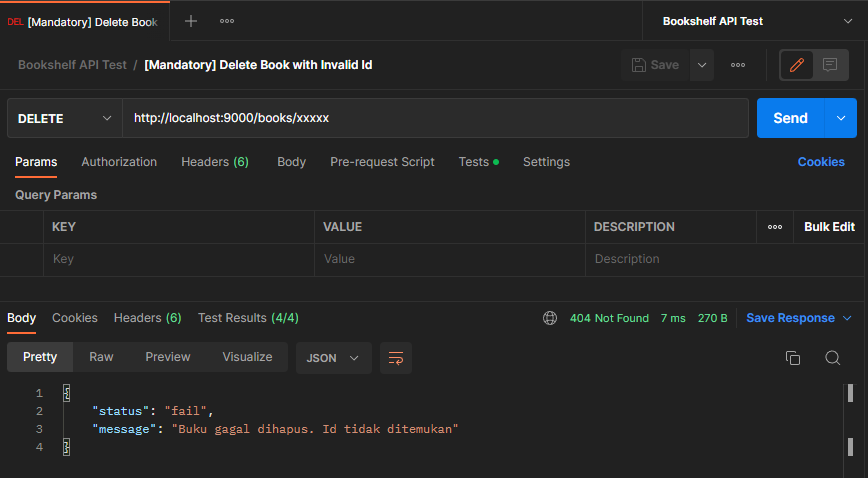 DEL [Mandatory] Delete Book
Bookshelf API Test
Bookshelf API Test / [Mandatory] Delete Book with Invalid Id
Save
DELETE http://localhost:9000/books/xxxxx Send
Params Authorization Headers (6) Body Pre-request Script Tests Settings Cookies
Query Params
KEY VALUE DESCRIPTION Bulk Edit
Key Value Description
Body Cookies Headers (6) Test Results (4/4) 404 Not Found 7 ms 270 B Save Response
Pretty Raw Preview Visualize JSON
1 {
2 "status": "fail",
3 "message": "Buku gagal dihapus. Id tidak ditemukan"
4 }